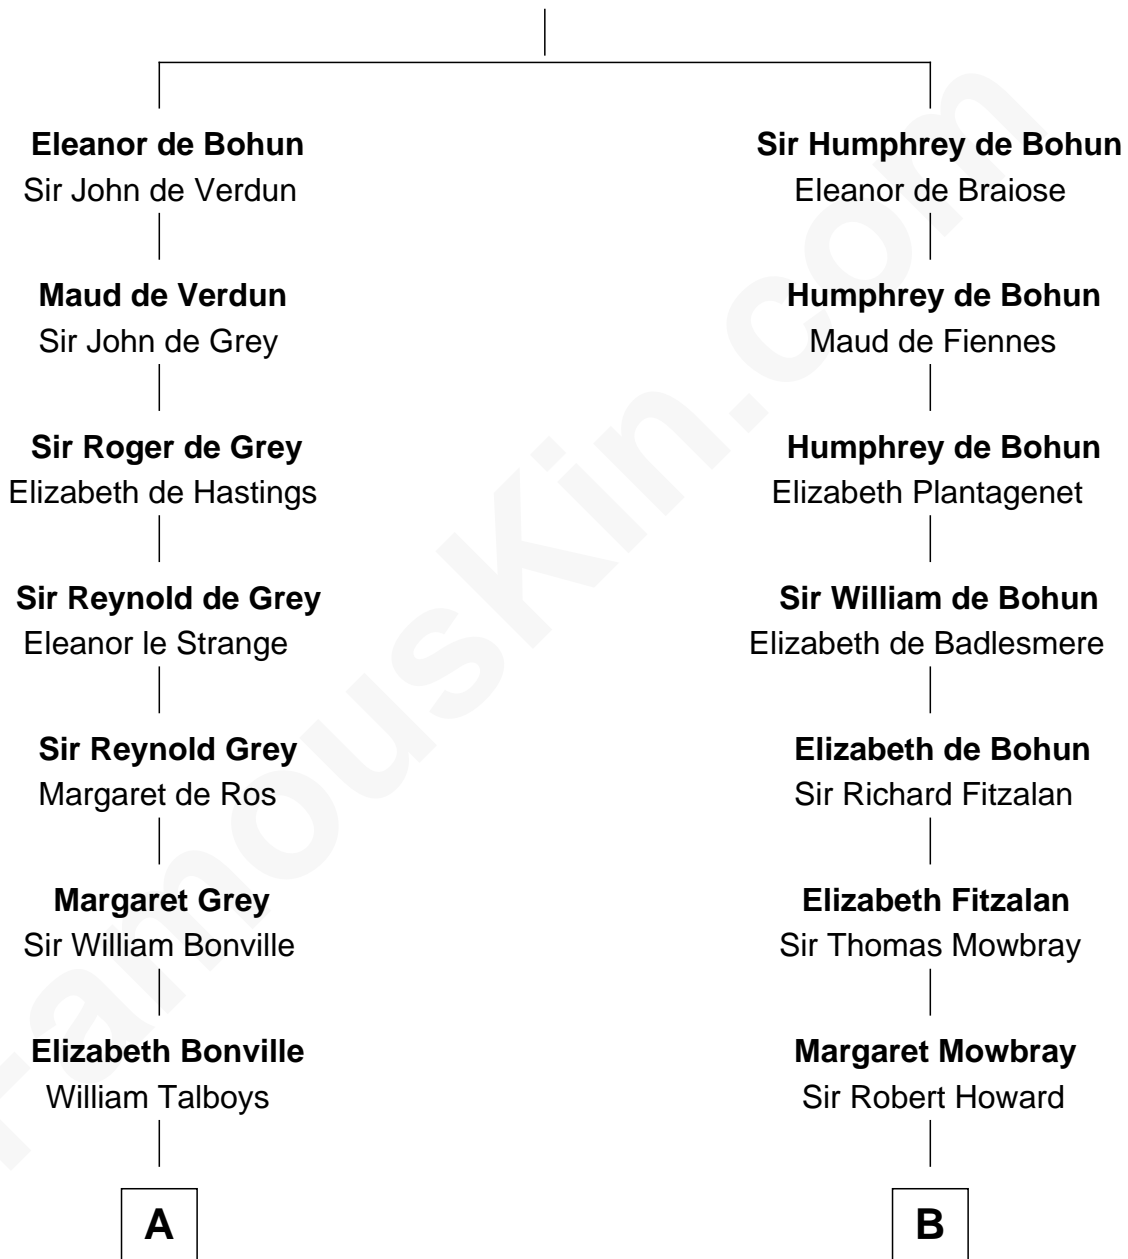 Eleanor de Bohun
Sir John de Verdun
Maud de Verdun
Sir John de Grey
Sir Roger de Grey
Elizabeth de Hastings
Sir Reynold de Grey
Eleanor le Strange
Sir Reynold Grey
Margaret de Ros
Margaret Grey
Sir William Bonville
Elizabeth Bonville
William Talboys
A
Sir Humphrey de Bohun
Eleanor de Braiose
Humphrey de Bohun
Maud de Fiennes
Humphrey de Bohun
Elizabeth Plantagenet
Sir William de Bohun
Elizabeth de Badlesmere
Elizabeth de Bohun
Sir Richard Fitzalan
Elizabeth Fitzalan
Sir Thomas Mowbray
Margaret Mowbray
Sir Robert Howard
B
FamousKin.com